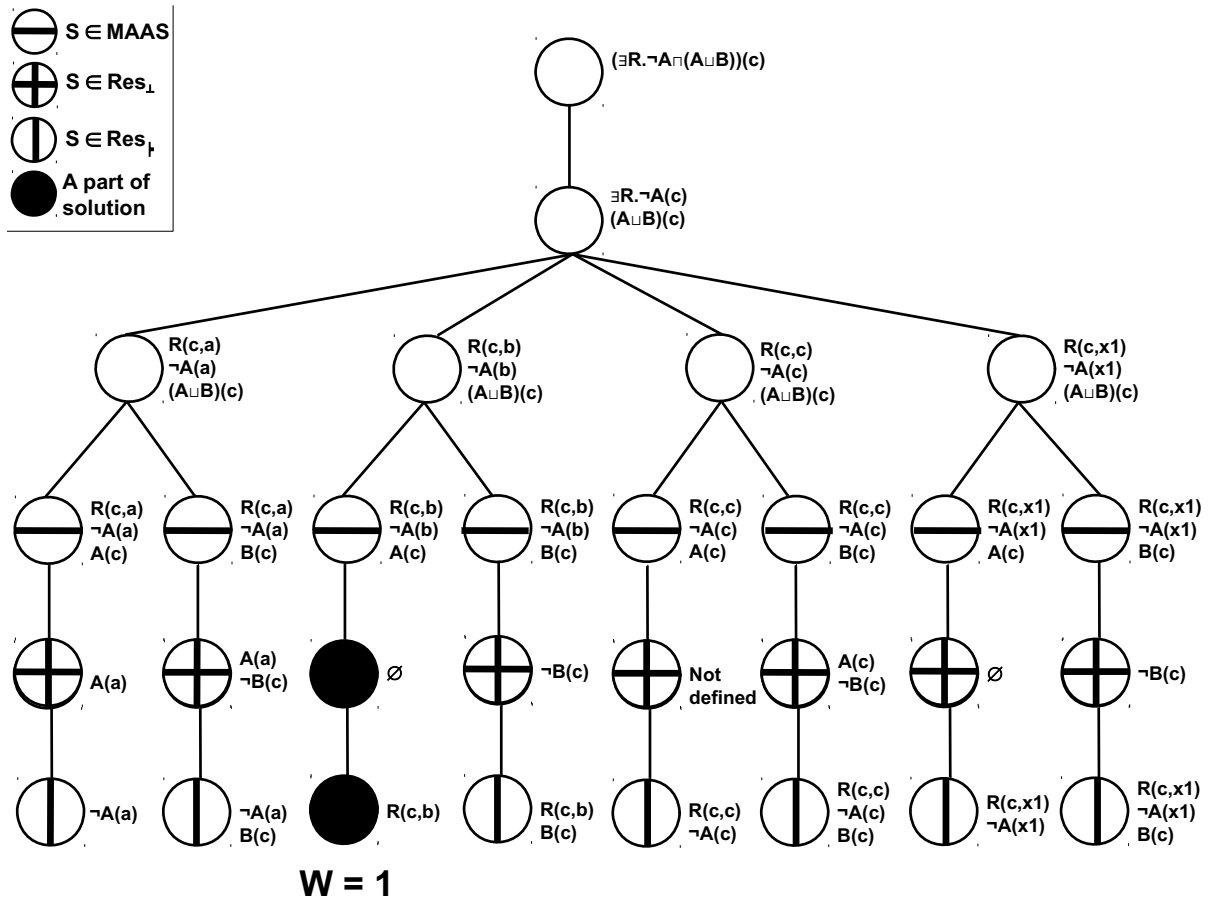 S ∈ MAAS
S ∈ Res⊥
S ∈ Res⊦
A part of
solution
(∃R.¬A⊓(A⊔B))(c)
∃R.¬A(c)
(A⊔B)(c)
R(c,a)
¬A(a)
(A⊔B)(c)
R(c,b)
¬A(b)
(A⊔B)(c)
R(c,c)
¬A(c)
(A⊔B)(c)
R(c,x1)
¬A(x1)
(A⊔B)(c)
R(c,a)
¬A(a)
A(c)
R(c,a)
¬A(a)
B(c)
R(c,b)
¬A(b)
A(c)
R(c,b)
¬A(b)
B(c)
R(c,c)
¬A(c)
A(c)
R(c,c)
¬A(c)
B(c)
R(c,x1)
¬A(x1)
A(c)
R(c,x1)
¬A(x1)
B(c)
A(a)
A(a)
¬B(c)
∅
¬B(c)
Not
defined
A(c)
¬B(c)
∅
¬B(c)
¬A(a)
¬A(a)
B(c)
R(c,b)
R(c,b)
B(c)
R(c,c)
¬A(c)
R(c,c)
¬A(c)
B(c)
R(c,x1)
¬A(x1)
R(c,x1)
¬A(x1)
B(c)
W = 1